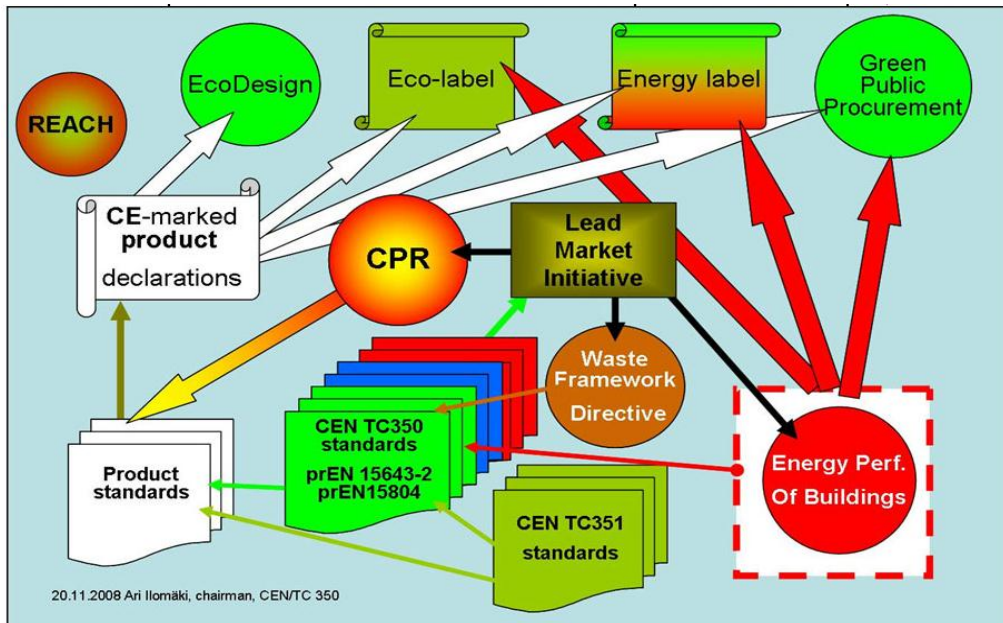 EcoDesign
Eco-label
Energy label
Green
Public
Procurement
REACH
CE-marked
product
declarations
CPR
Lead
Market
Initiative
Waste
Framework
Directive
CEN TC350
standards
prEN 15643-2
prEN15804
Product
standards
CEN TC351
standards
Energy Perf.
Of Buildings
20.11.2008 Ari Ilomäki, chairman, CEN/TC 350